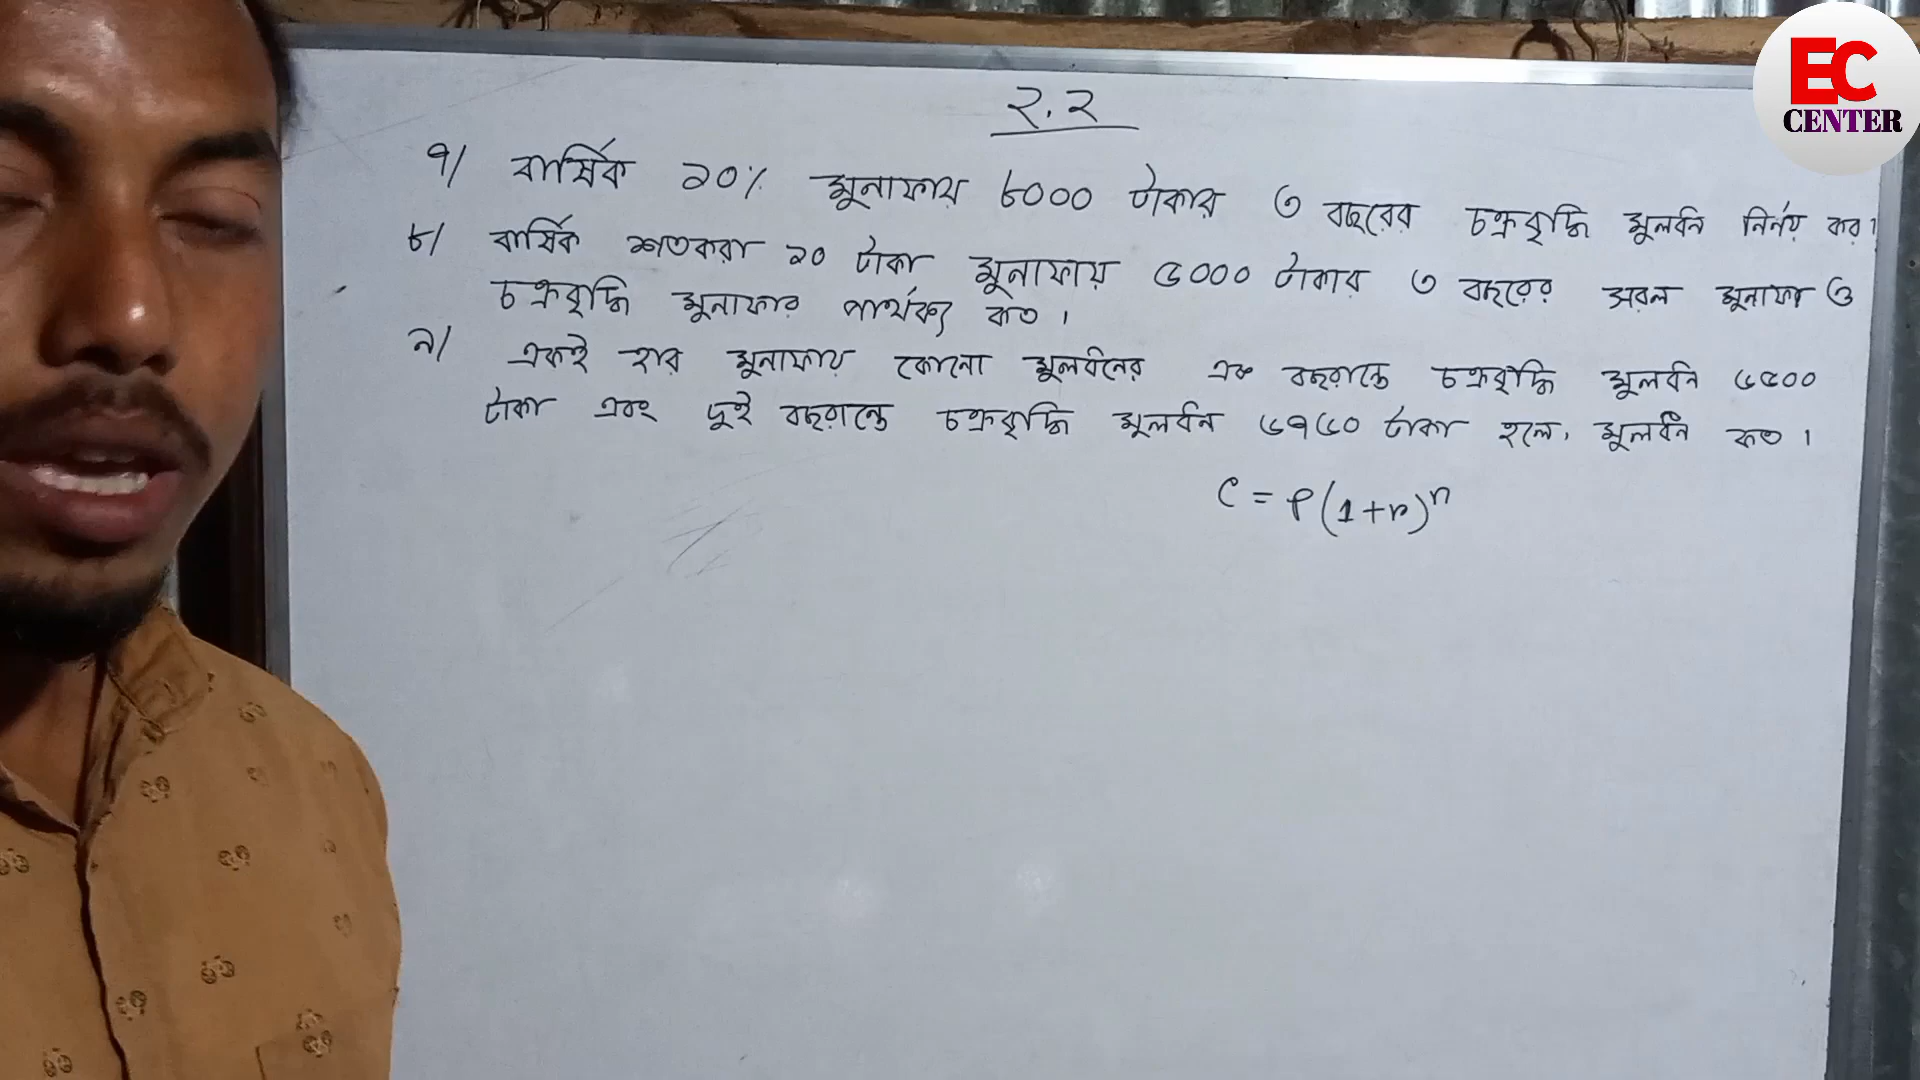 EC
CENTER
২.২
৭/ বার্ষিক ১০% মুনাফায় ৮০০০ টাকার ৩ বছরের চক্রবৃদ্ধি মূলধন নির্নয় কর।
৮/ বার্ষিক শতকরা ১০ টাকা মুনাফায় ৫০০০ টাকার ৩ বছরের সরল মুনাফা ও
চক্রবৃদ্ধি মুনাফার পার্থক্য কত।
৯/ একই হার মুনাফায় কোনো মূলধনের এক বছরান্তে চক্রবৃদ্ধি মূলধন ৬৫০০
টাকা এবং দুই বছরান্তে চক্রবৃদ্ধি মূলধন ৬৭৬০ টাকা হলে, মূলধন কত।
C = P(1+r)ⁿ